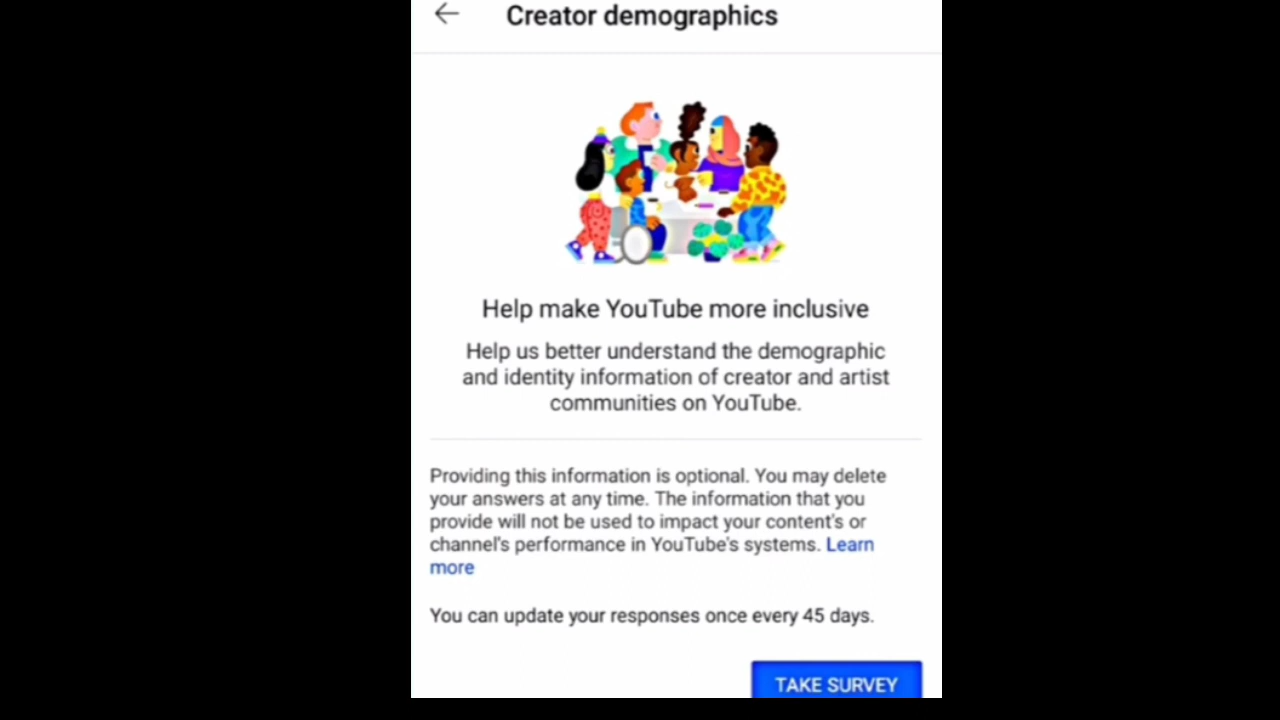 Creator demographics
Help make YouTube more inclusive
Help us better understand the demographic
and identity information of creator and artist
communities on YouTube.
Providing this information is optional. You may delete
your answers at any time. The information that you
provide will not be used to impact your content's or
channel's performance in YouTube's systems. Learn
more
You can update your responses once every 45 days.
TAKE SURVEY